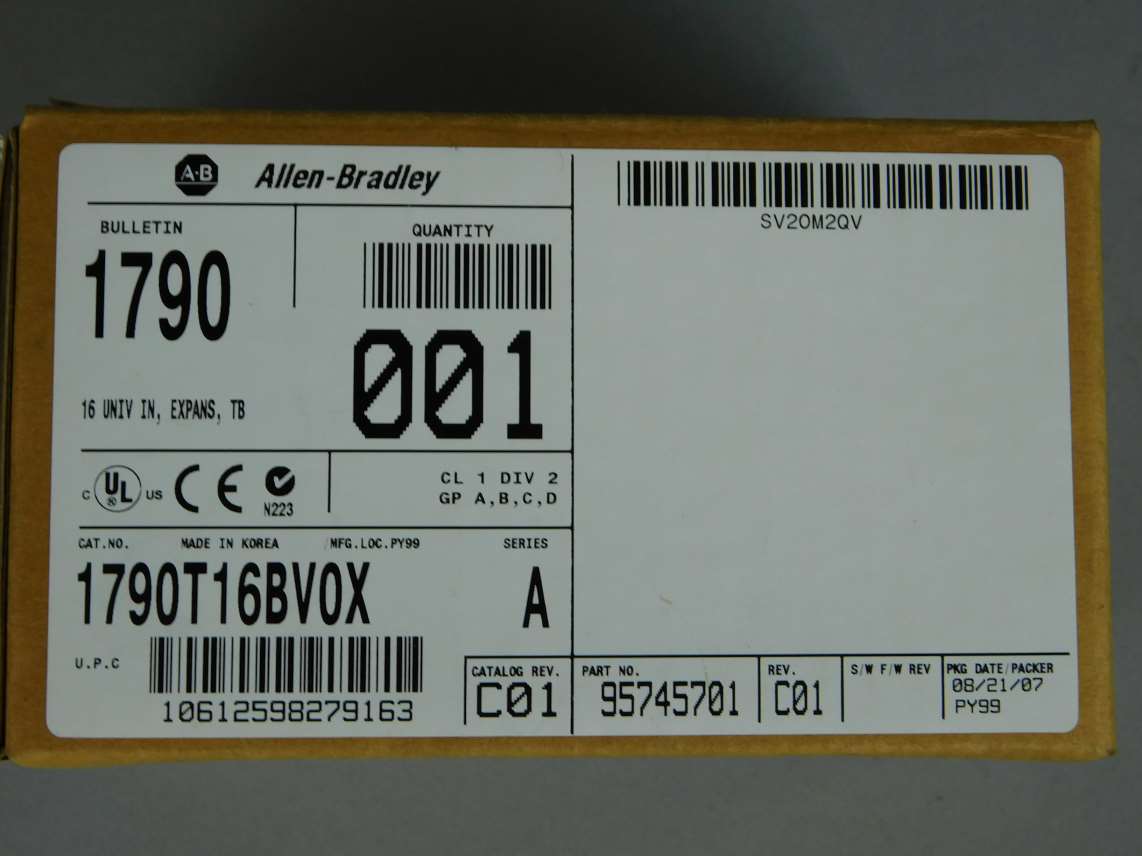 A·B Allen-Bradley
BULLETIN
1790
16 UNIV IN, EXPANS, TB
QUANTITY
001
C UL US CE N223
CL 1 DIV 2
GP A,B,C,D
CAT.NO. MADE IN KOREA /MFG.LOC.PY99 SERIES
1790T16BV0X A
U.P.C
10612598279163
CATALOG REV.
C01
SV20M2QV
PART NO.
95745701
REV.
C01
S/W F/W REV
PKG DATE/PACKER
08/21/07
PY99